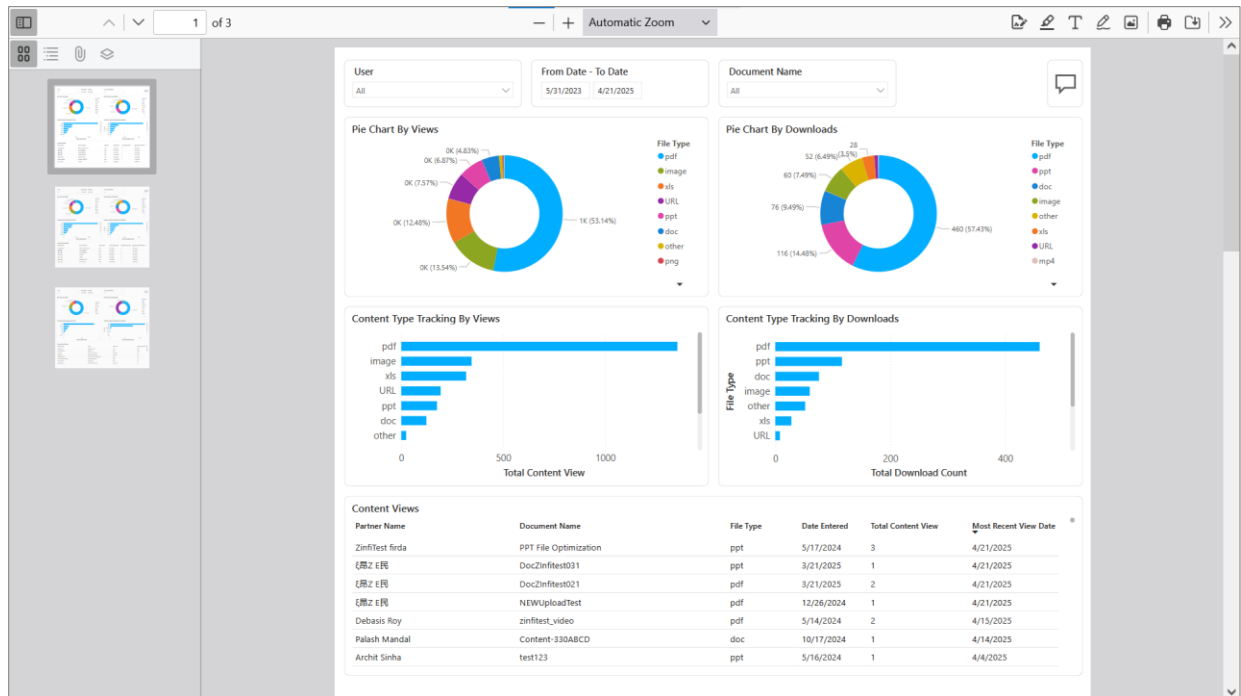 1 of 3
Automatic Zoom
User
All
From Date - To Date
5/31/2023 4/21/2025
Document Name
All
Pie Chart By Views
0K (4.83%)
0K (6.87%)
0K (7.57%)
0K (12.48%)
0K (13.54%)
1K (53.14%)
File Type
pdf
image
xls
URL
ppt
doc
other
png
Pie Chart By Downloads
28
(3.5%)
52 (6.49%)
60 (7.49%)
76 (9.49%)
116 (14.48%)
460 (57.43%)
File Type
pdf
ppt
doc
image
other
xls
URL
mp4
Content Type Tracking By Views
pdf
image
xls
URL
ppt
doc
other
0 500 1000
Total Content View
Content Type Tracking By Downloads
File Type
pdf
ppt
doc
image
other
xls
URL
0 200 400
Total Download Count
Content Views
Partner Name Document Name File Type Date Entered Total Content View Most Recent View Date
ZinfiTest firda PPT File Optimization ppt 5/17/2024 3 4/21/2025
DocZInfitest031 ppt 3/21/2025 1 4/21/2025
DocZInfitest021 pdf 3/21/2025 2 4/21/2025
NEWUploadTest pdf 12/26/2024 1 4/21/2025
Debasis Roy zinfitest_video pdf 5/14/2024 2 4/15/2025
Palash Mandal Content-330ABCD doc 10/17/2024 1 4/14/2025
Archit Sinha test123 ppt 5/16/2024 1 4/4/2025